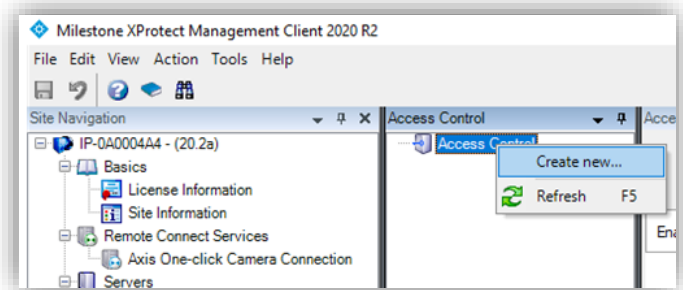 Milestone XProtect Management Client 2020 R2
File Edit View Action Tools Help
Site Navigation
Access Control
Acce
IP-0A0004A4 - (20.2a)
Access Control
Basics
Create new...
License Information
Refresh F5
Site Information
Remote Connect Services
Ena
Axis One-click Camera Connection
Servers